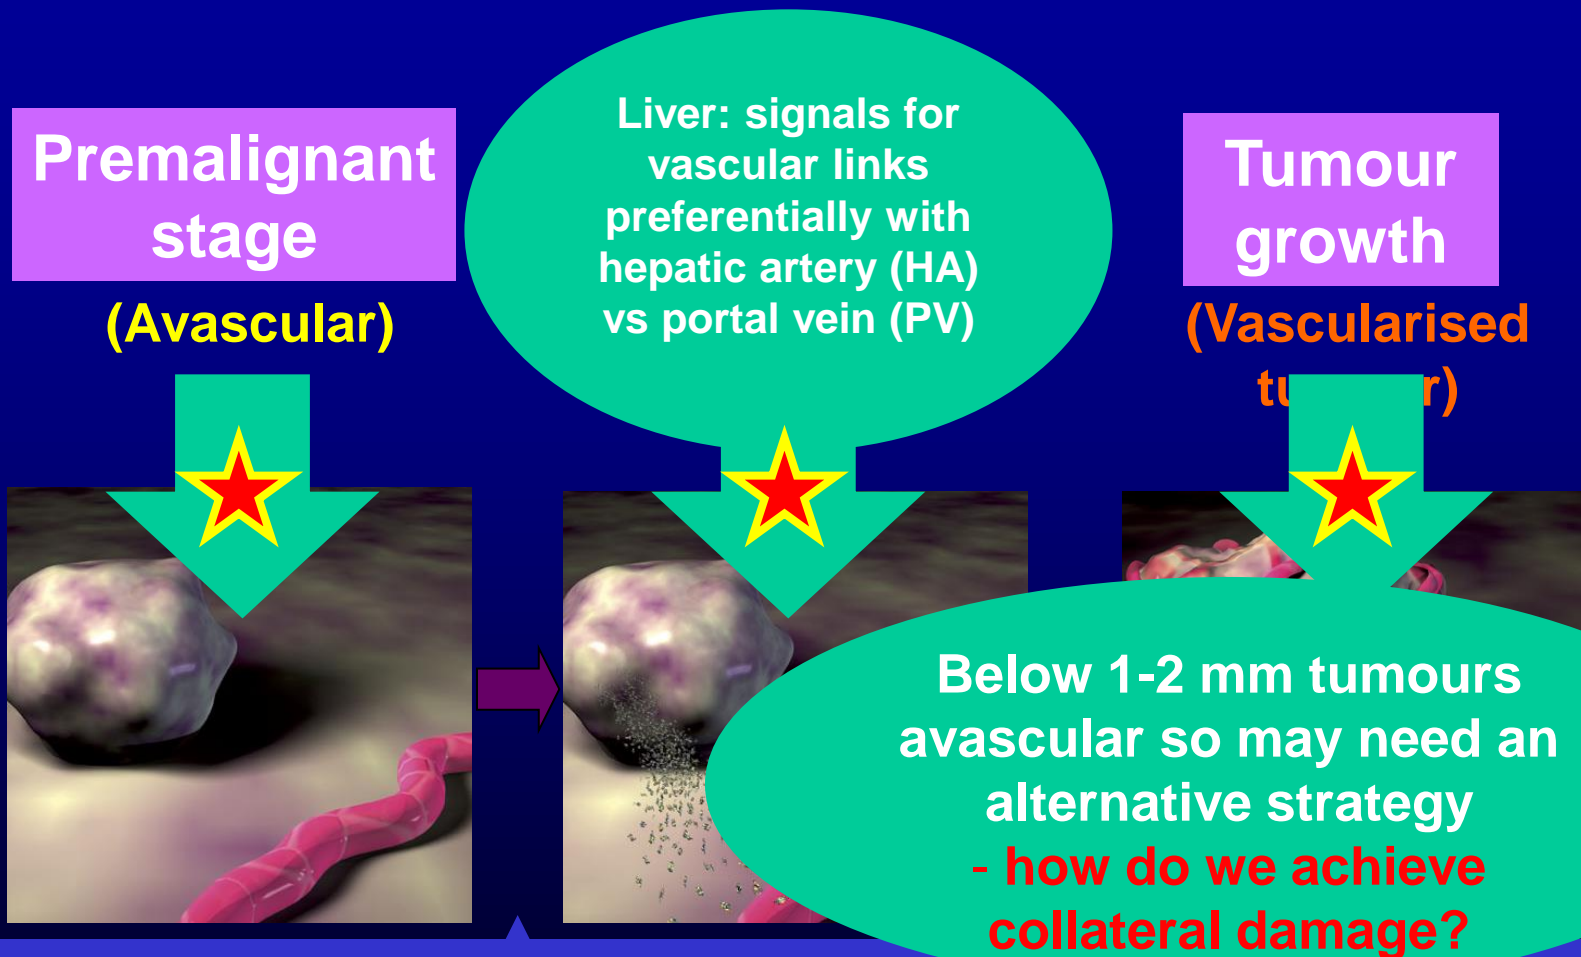 Premalignant
stage
(Avascular)
Liver: signals for
vascular links
preferentially with
hepatic artery (HA)
vs portal vein (PV)
Tumour
growth
(Vascularised
Below 1-2 mm tumours
avascular so may need an
alternative strategy
- how do we achieve
collateral damage?